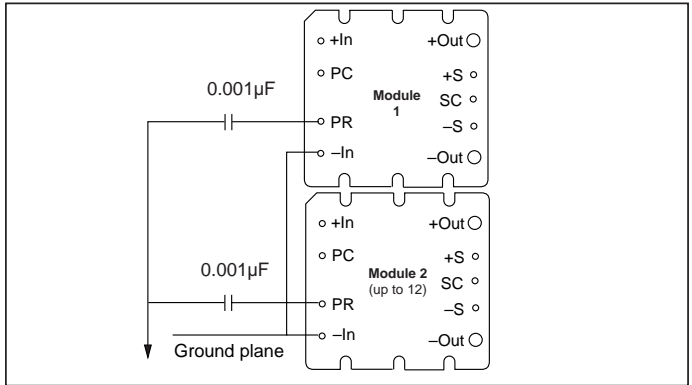 +In
+Out
PC
+S
0.001µF
Module
1
SC
PR
–S
–In
–Out
+In
+Out
PC
+S
0.001µF
Module 2
(up to 12)
SC
PR
–S
–In
–Out
Ground plane